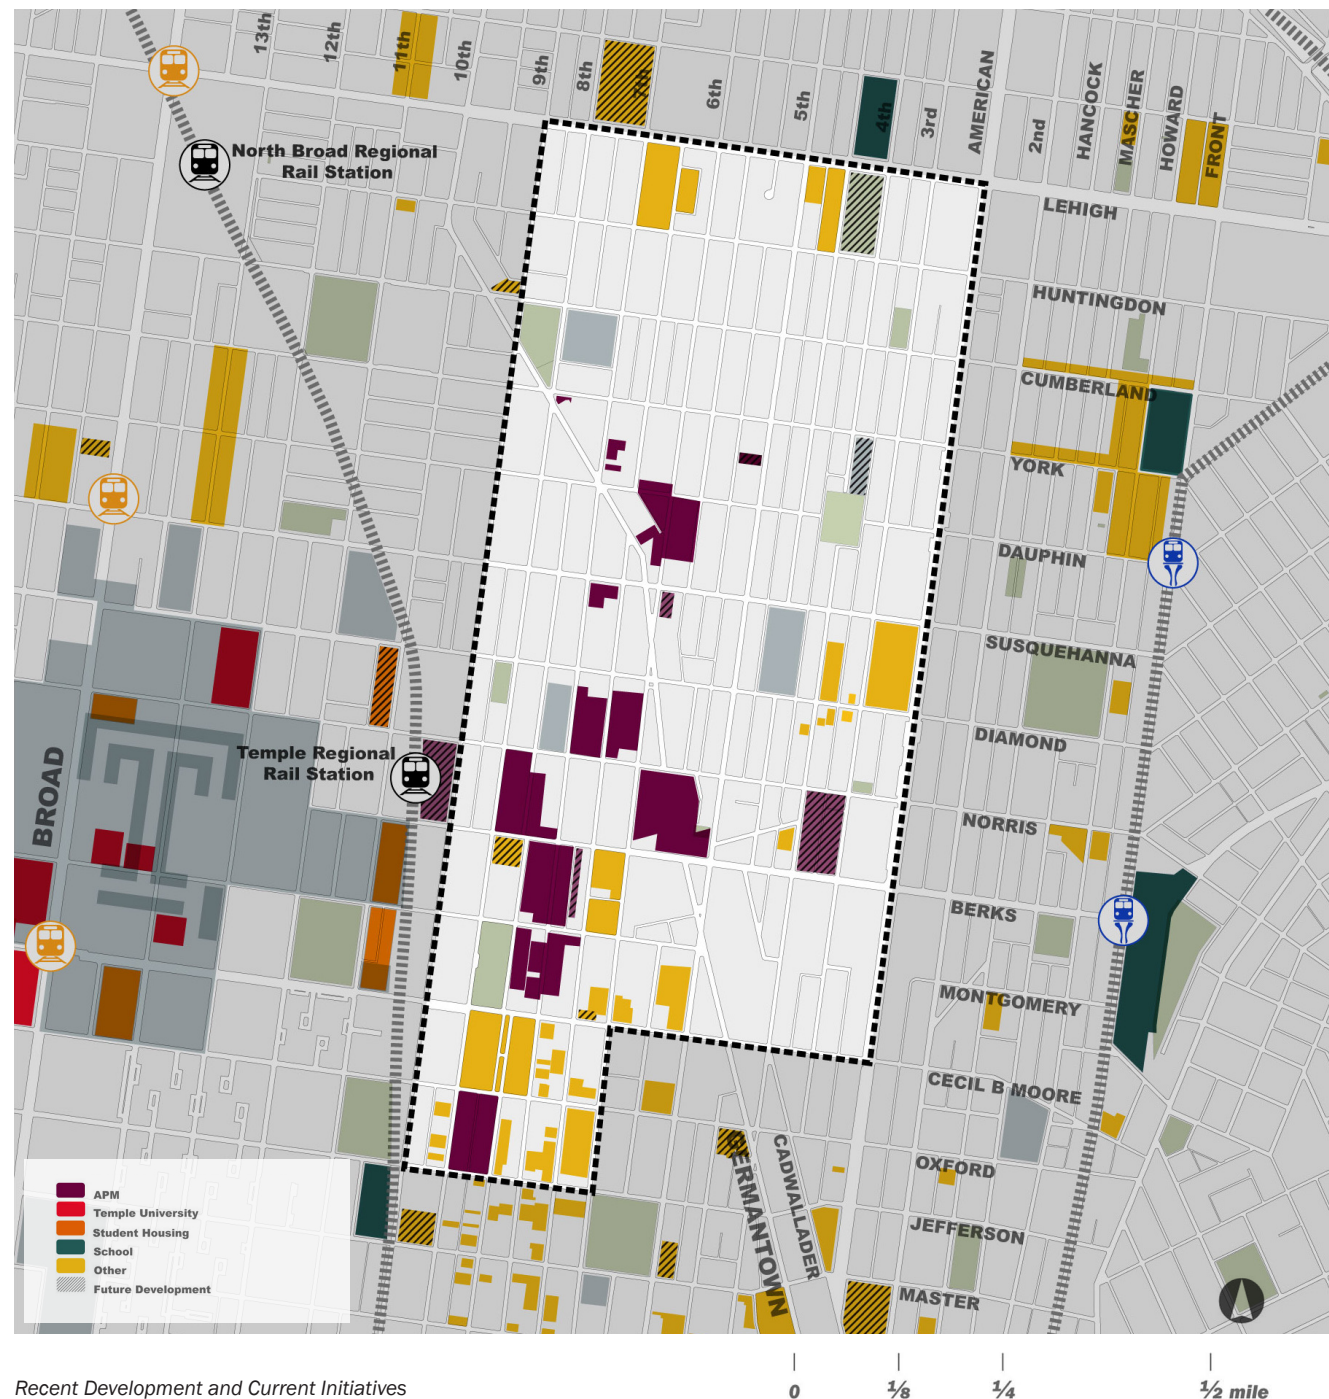 13th
12th
11th
10th
9th
8th
7th
6th
5th
4th
3rd
AMERICAN
2nd
HANCOCK
MASCHER
HOWARD
FRONT
North Broad Regional
Rail Station
LEHIGH
HUNTINGDON
CUMBERLAND
YORK
DAUPHIN
SUSQUEHANNA
DIAMOND
Temple Regional
Rail Station
BROAD
NORRIS
BERKS
MONTGOMERY
CECIL B MOORE
OXFORD
JEFFERSON
MASTER
GERMANTOWN
CADWALLADER
APM
Temple University
Student Housing
School
Other
Future Development
Recent Development and Current Initiatives
0
⅛
¼
½ mile